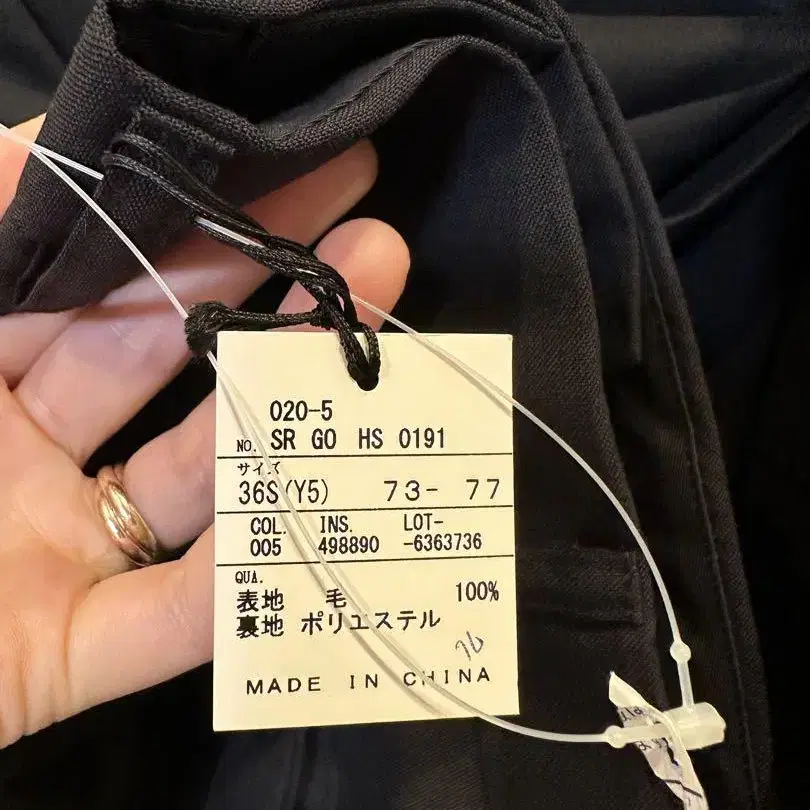 020-5
NO. SR GO HS 0191
サイズ
36S(Y5) 73- 77
COL. INS. LOT-
005 498890 -6363736
QUA.
表地 毛 100%
裏地 ポリエステル
MADE IN CHINA